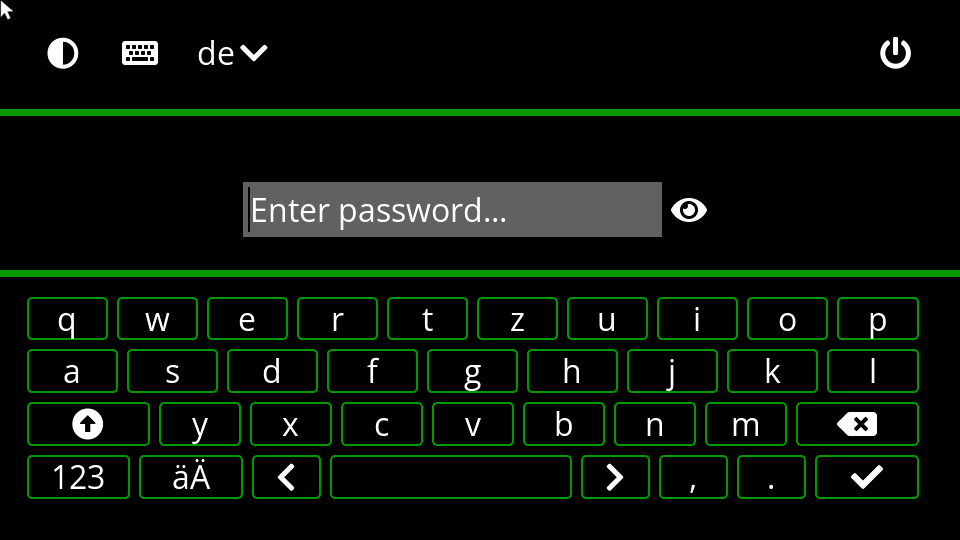 de
Enter password...
q w e r t z u i o p
a s d f g h j k l
y x c v b n m
123 äÄ , .